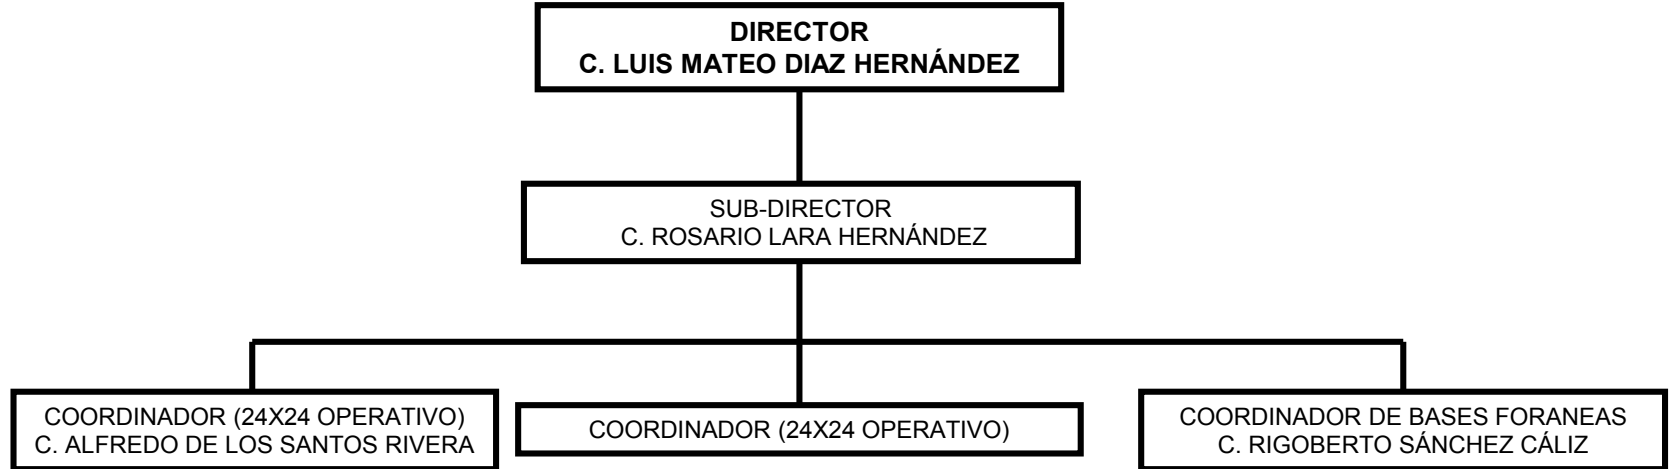 DIRECTOR
C. LUIS MATEO DIAZ HERNÁNDEZ
SUB-DIRECTOR
C. ROSARIO LARA HERNÁNDEZ
COORDINADOR (24X24 OPERATIVO)
C. ALFREDO DE LOS SANTOS RIVERA
COORDINADOR (24X24 OPERATIVO)
COORDINADOR DE BASES FORANEAS
C. RIGOBERTO SÁNCHEZ CÁLIZ